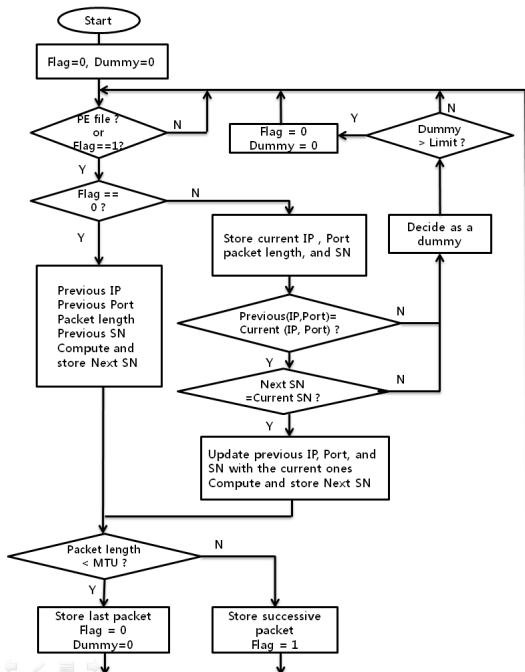 Start
Flag=0, Dummy=0
PE file ?
or
Flag==1?
N
Y
Flag = 0
Dummy = 0
Y
Dummy
> Limit ?
N
Flag ==
0 ?
N
Y
Store current IP , Port
packet length, and SN
Decide as a
dummy
Previous IP
Previous Port
Packet length
Previous SN
Compute and
store Next SN
Previous(IP,Port)=
Current (IP, Port) ?
N
Y
Next SN
=Current SN ?
N
Y
Update previous IP, Port, and
SN with the current ones
Compute and store Next SN
Packet length
< MTU ?
N
Y
Store last packet
Flag = 0
Dummy=0
Store successive
packet
Flag = 1